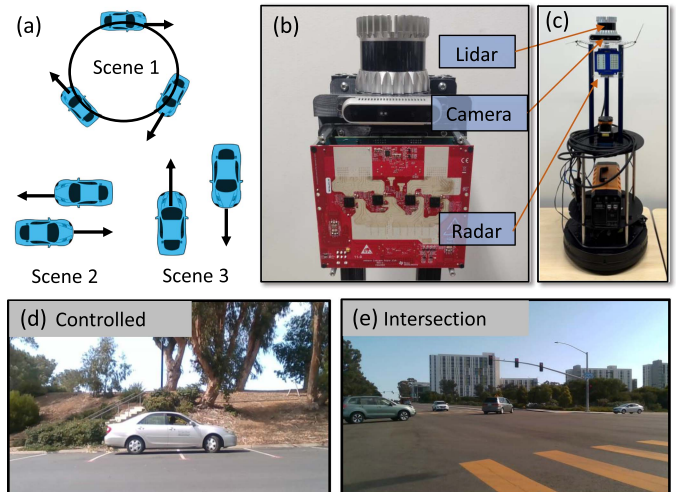 (a)
Scene 1
Scene 2
Scene 3
(b)
Lidar
Camera
Radar
(c)
(d) Controlled
(e) Intersection